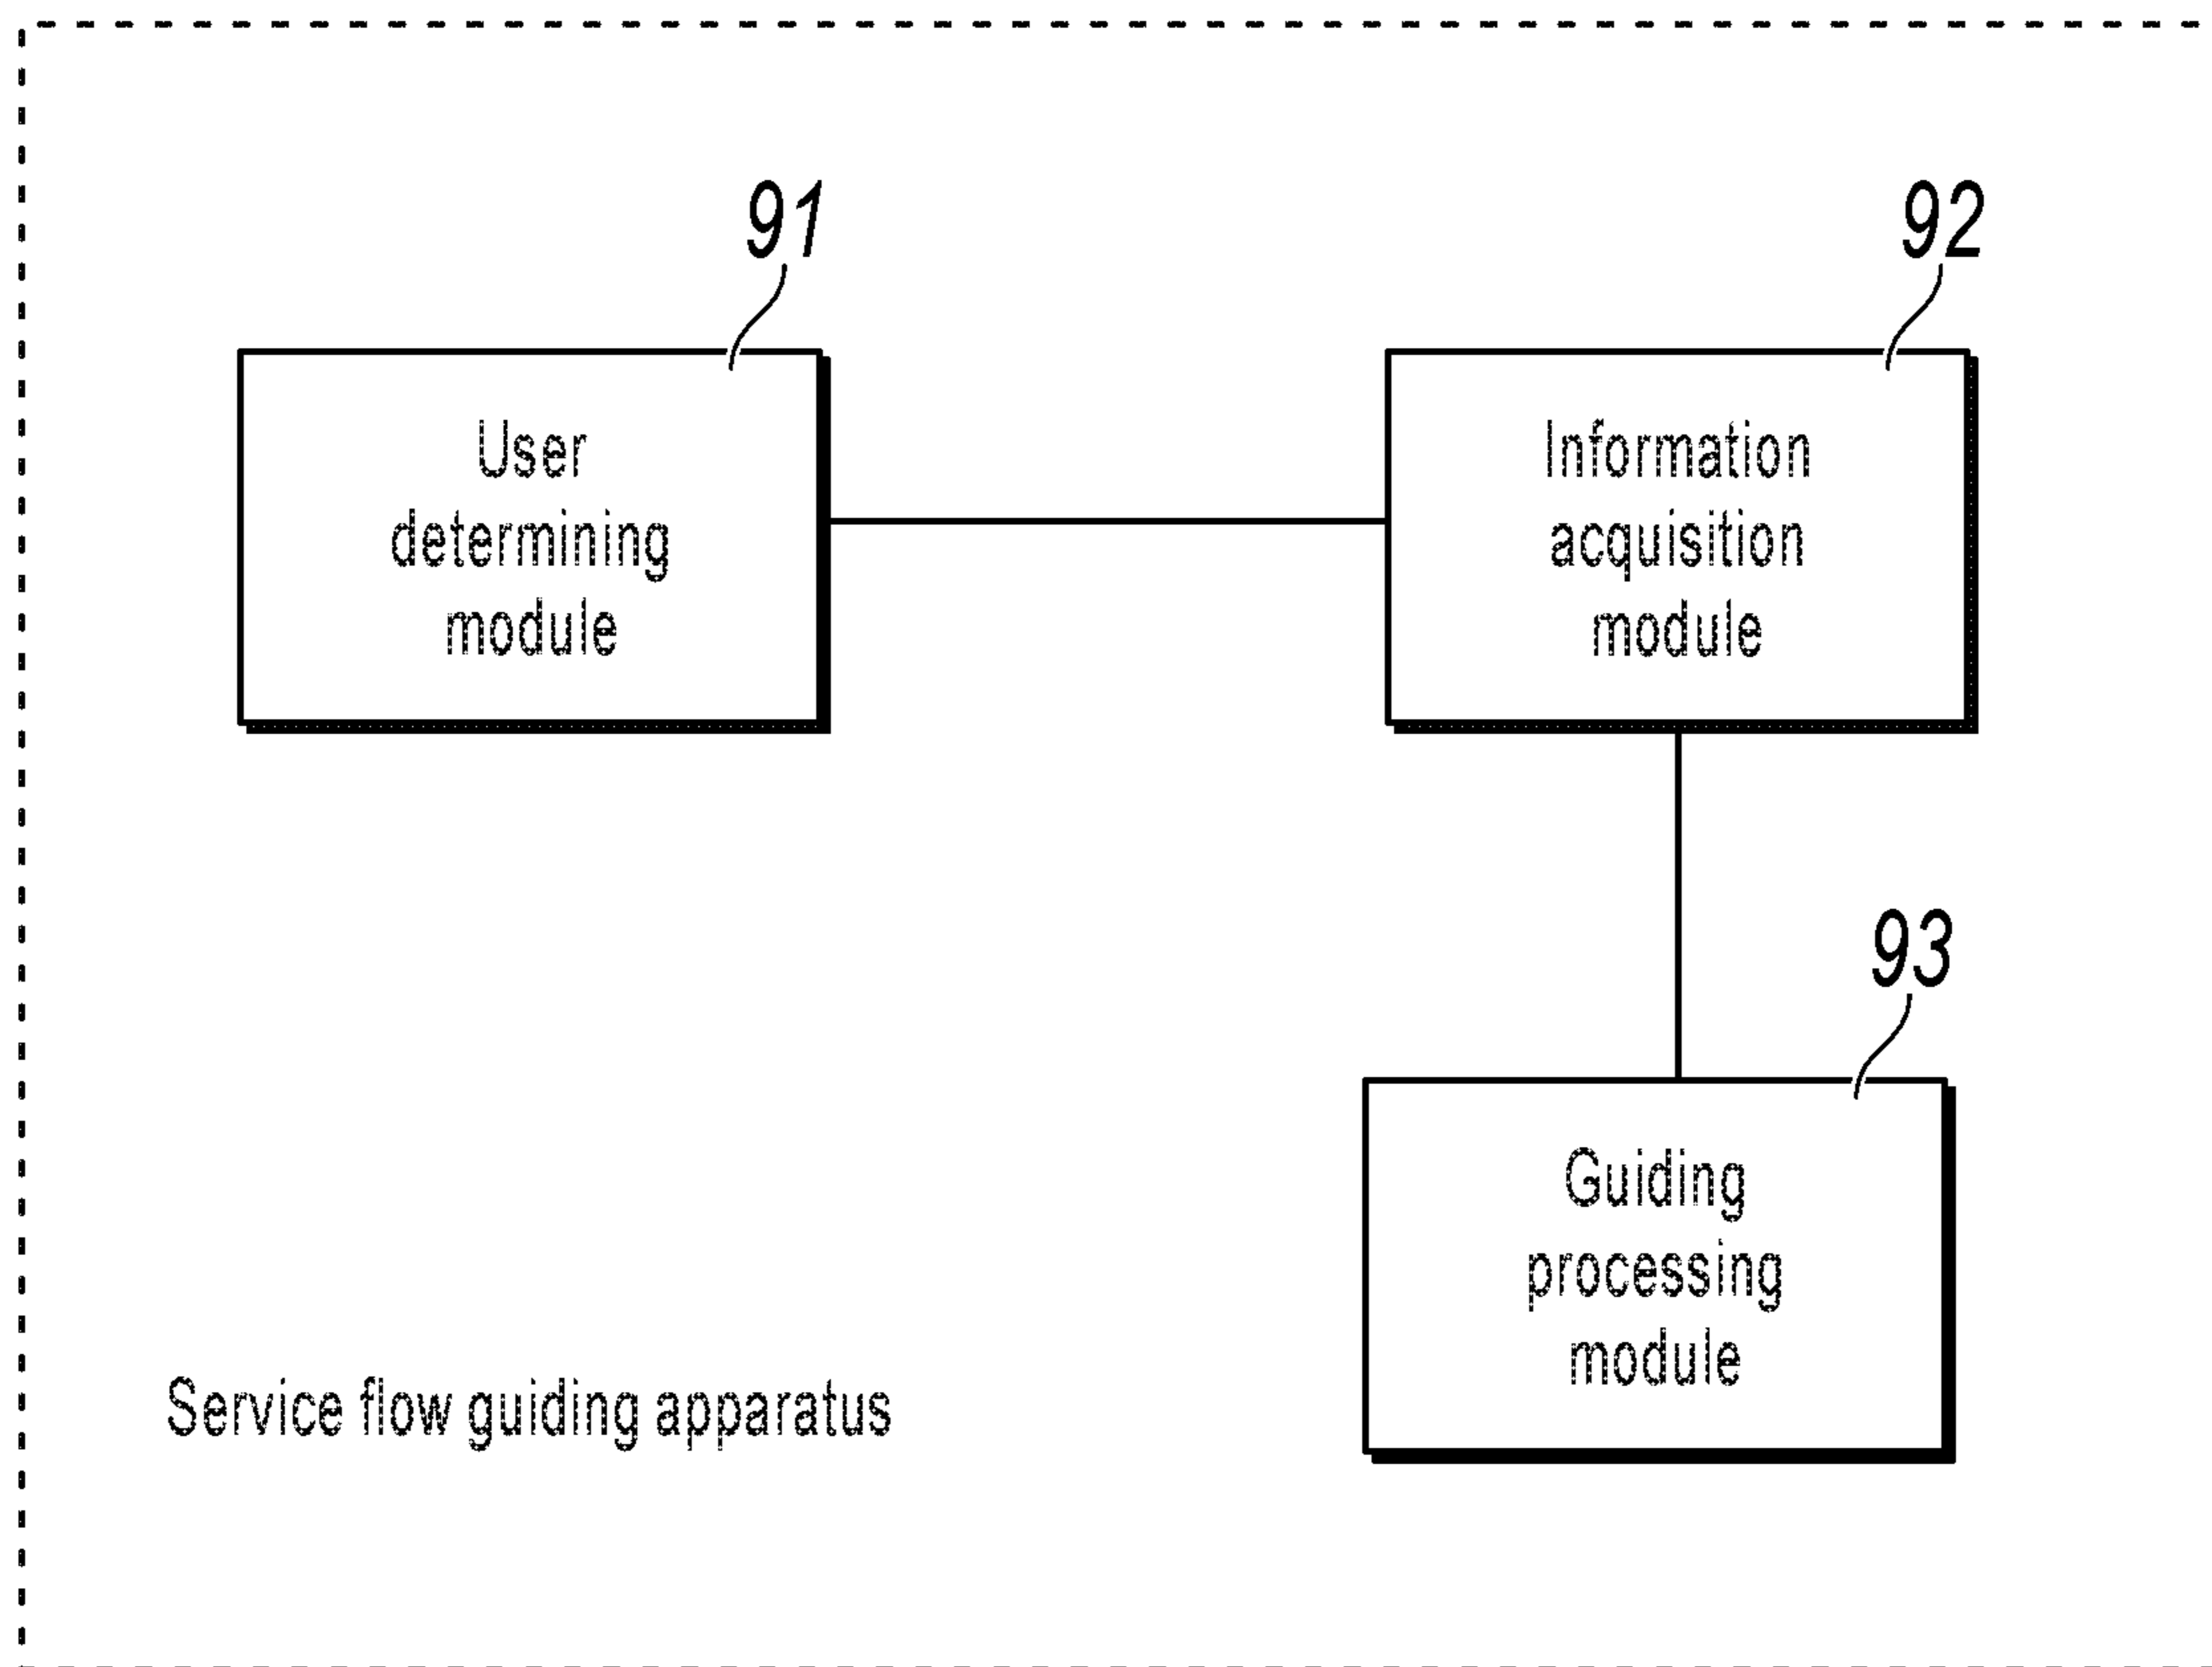 91
User
determining
module
92
Information
acquisition
module
93
Guiding
processing
module
Service flow guiding apparatus